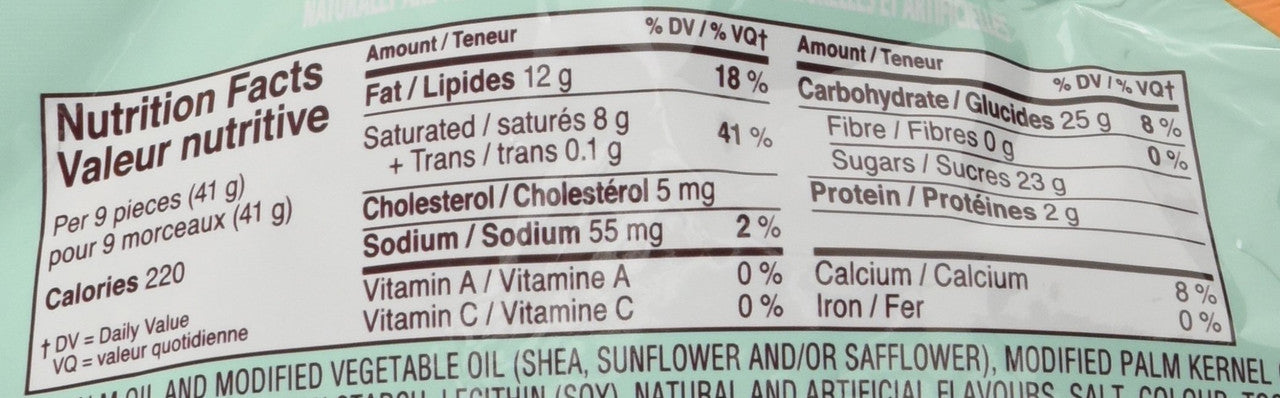 Nutrition Facts
Valeur nutritive
Per 9 pieces (41 g)
pour 9 morceaux (41 g)
Calories 220
† DV = Daily Value
VQ = valeur quotidienne
Amount / Teneur % DV / % VQ†
Fat / Lipides 12 g 18 %
Saturated / saturés 8 g 41 %
+ Trans / trans 0.1 g
Cholesterol / Cholestérol 5 mg
Sodium / Sodium 55 mg 2 %
Vitamin A / Vitamine A 0 %
Vitamin C / Vitamine C 0 %
Amount / Teneur % DV / % VQ†
Carbohydrate / Glucides 25 g 8 %
Fibre / Fibres 0 g 0 %
Sugars / Sucres 23 g
Protein / Protéines 2 g
Calcium / Calcium 8 %
Iron / Fer 0 %
OIL AND MODIFIED VEGETABLE OIL (SHEA, SUNFLOWER AND/OR SAFFLOWER), MODIFIED PALM KERNEL
LECITHIN (SOY), NATURAL AND ARTIFICIAL FLAVOURS, SALT, COLOUR